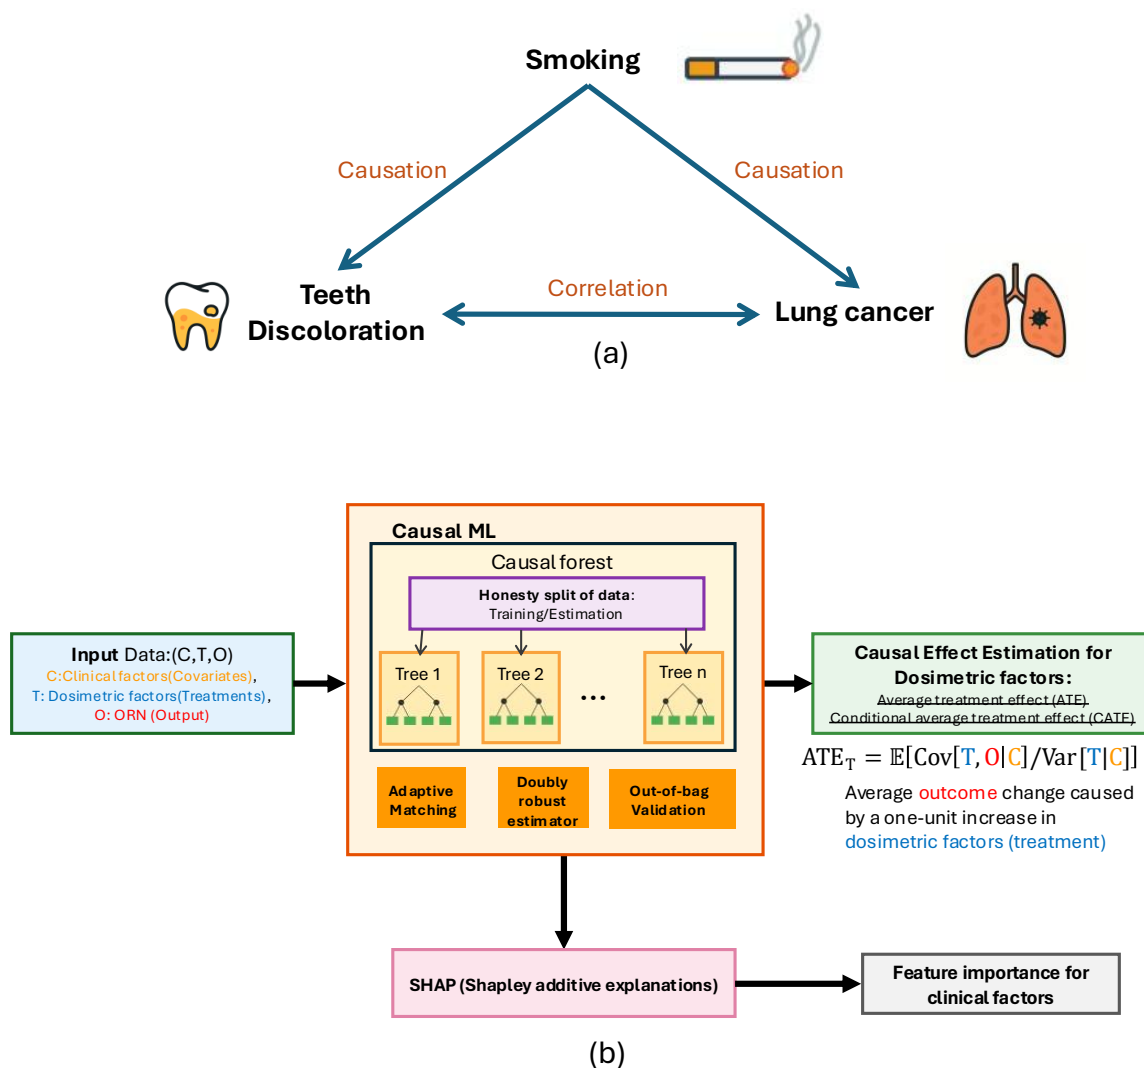 Smoking
Causation
Causation
Teeth
Discoloration
Correlation
Lung cancer
(a)
Causal ML
Causal forest
Honesty split of data:
Training/Estimation
Tree 1
Tree 2
...
Tree n
Adaptive
Matching
Doubly
robust
estimator
Out-of-bag
Validation
Input Data:(C,T,O)
C:Clinical factors(Covariates),
T: Dosimetric factors(Treatments),
O: ORN (Output)
Causal Effect Estimation for
Dosimetric factors:
Average treatment effect (ATE)
Conditional average treatment effect (CATE)
ATE_T = 𝔼[Cov[T, O|C]/Var[T|C]]
Average outcome change caused
by a one-unit increase in
dosimetric factors (treatment)
SHAP (Shapley additive explanations)
Feature importance for
clinical factors
(b)